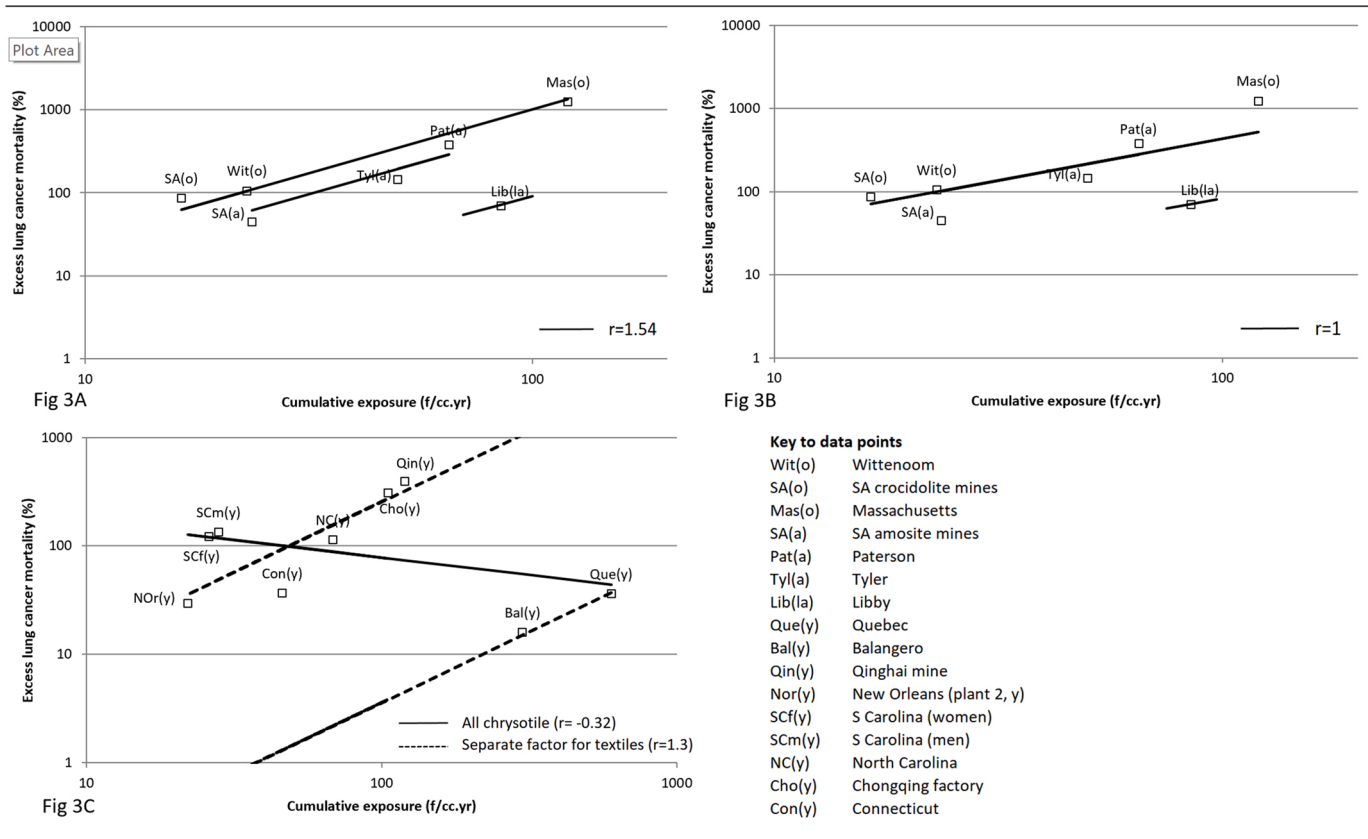 10000
Plot Area
1000
100
10
1
Excess lung cancer mortality (%)
Mas(o)
Pat(a)
SA(o)
Wit(o)
Tyl(a)
Lib(la)
SA(a)
r=1.54
10
100
Fig 3A
Cumulative exposure (f/cc.yr)
10000
1000
100
10
1
Excess lung cancer mortality (%)
Mas(o)
Pat(a)
SA(o)
Wit(o)
Tyl(a)
Lib(la)
SA(a)
r=1
10
100
Fig 3B
Cumulative exposure (f/cc.yr)
1000
100
10
1
Excess lung cancer mortality (%)
Qin(y)
Cho(y)
SCm(y)
NC(y)
SCf(y)
Con(y)
Que(y)
NOr(y)
Bal(y)
All chrysotile (r= -0.32)
Separate factor for textiles (r=1.3)
10
100
1000
Fig 3C
Cumulative exposure (f/cc.yr)
Key to data points
Wit(o) Wittenoom
SA(o) SA crocidolite mines
Mas(o) Massachusetts
SA(a) SA amosite mines
Pat(a) Paterson
Tyl(a) Tyler
Lib(la) Libby
Que(y) Quebec
Bal(y) Balangero
Qin(y) Qinghai mine
Nor(y) New Orleans (plant 2, y)
SCf(y) S Carolina (women)
SCm(y) S Carolina (men)
NC(y) North Carolina
Cho(y) Chongqing factory
Con(y) Connecticut